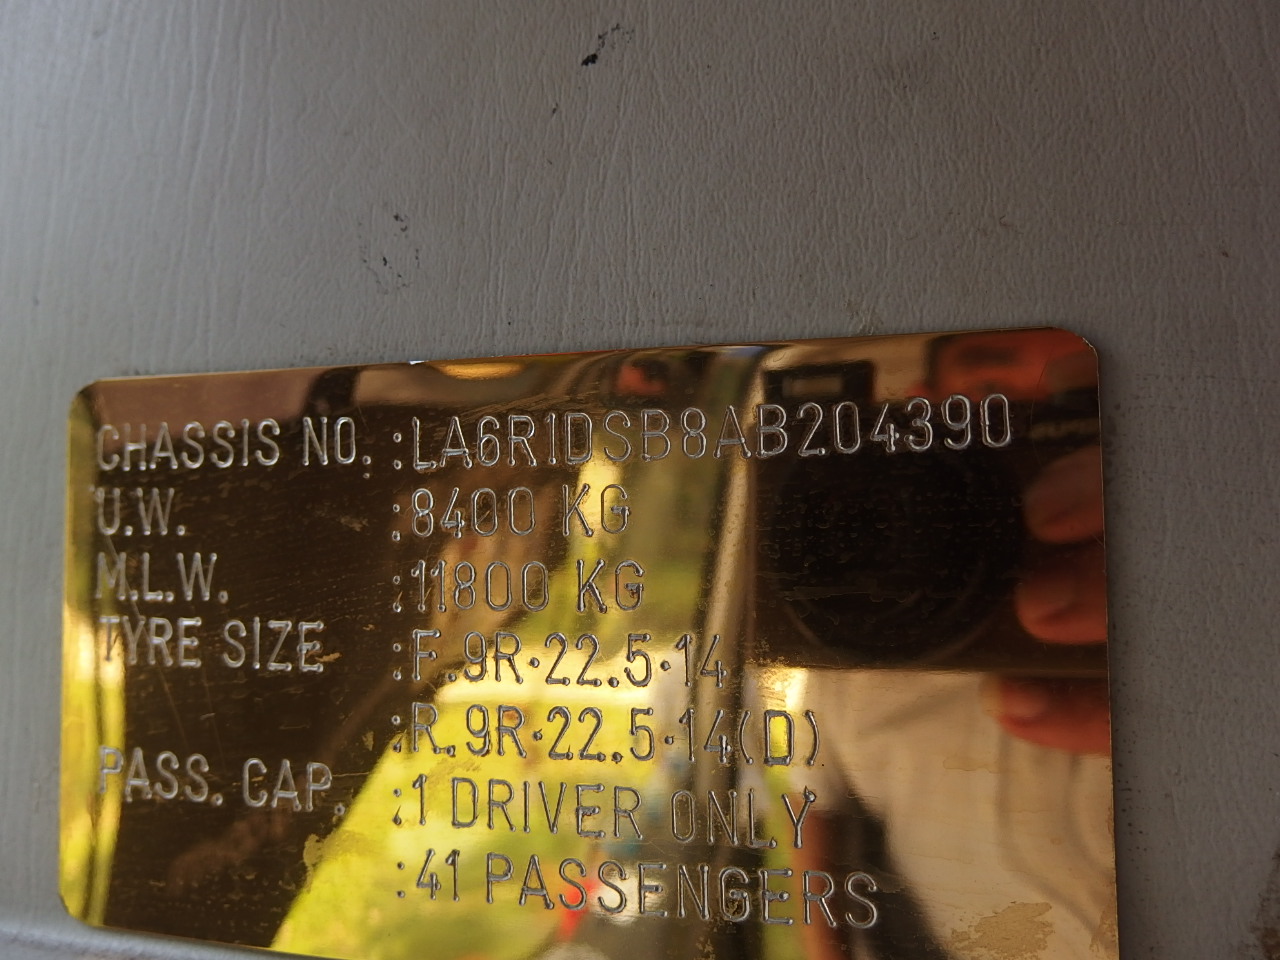 CHASSIS NO. :LA6R1DSB8AB204390
U.W. :8400 KG
M.L.W. :11800 KG
TYRE SIZE :F.9R·22.5·14
:R.9R·22.5·14(D)
PASS. CAP. :1 DRIVER ONLY
:41 PASSENGERS